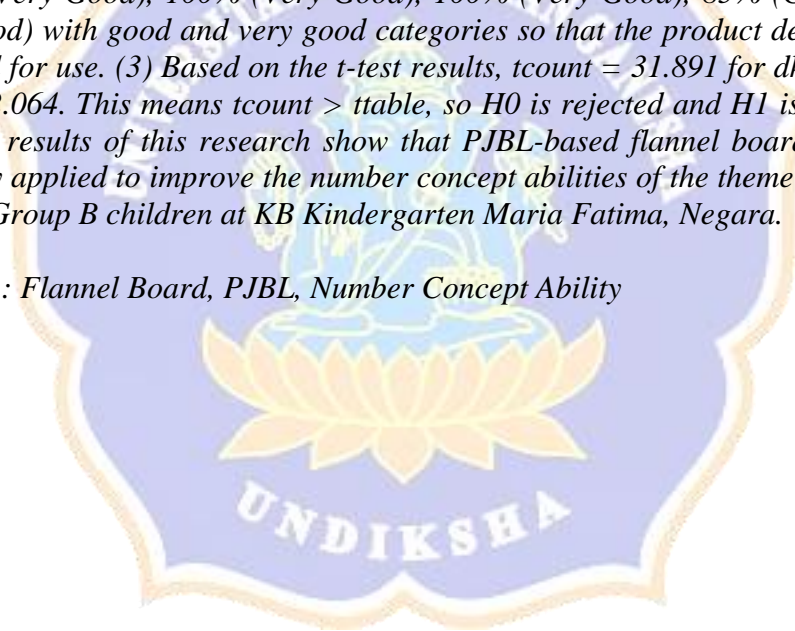 Very Good), 100% (Very Good), 100% (Very Good), 85% (G
od) with good and very good categories so that the product de
l for use. (3) Based on the t-test results, tcount = 31.891 for d
2.064. This means tcount > ttable, so H0 is rejected and H1 is
results of this research show that PJBL-based flannel board
y applied to improve the number concept abilities of the theme
Group B children at KB Kindergarten Maria Fatima, Negara.
: Flannel Board, PJBL, Number Concept Ability
UNDIKSHA